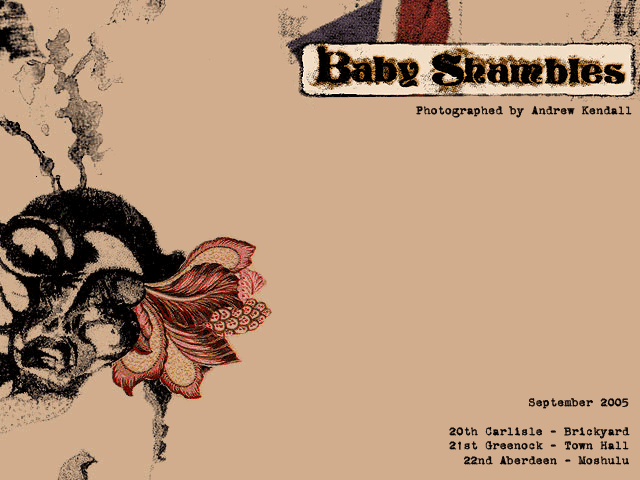 Baby Shambles
Photographed by Andrew Kendall
September 2005
20th Carlisle - Brickyard
21st Greenock - Town Hall
22nd Aberdeen - Moshulu